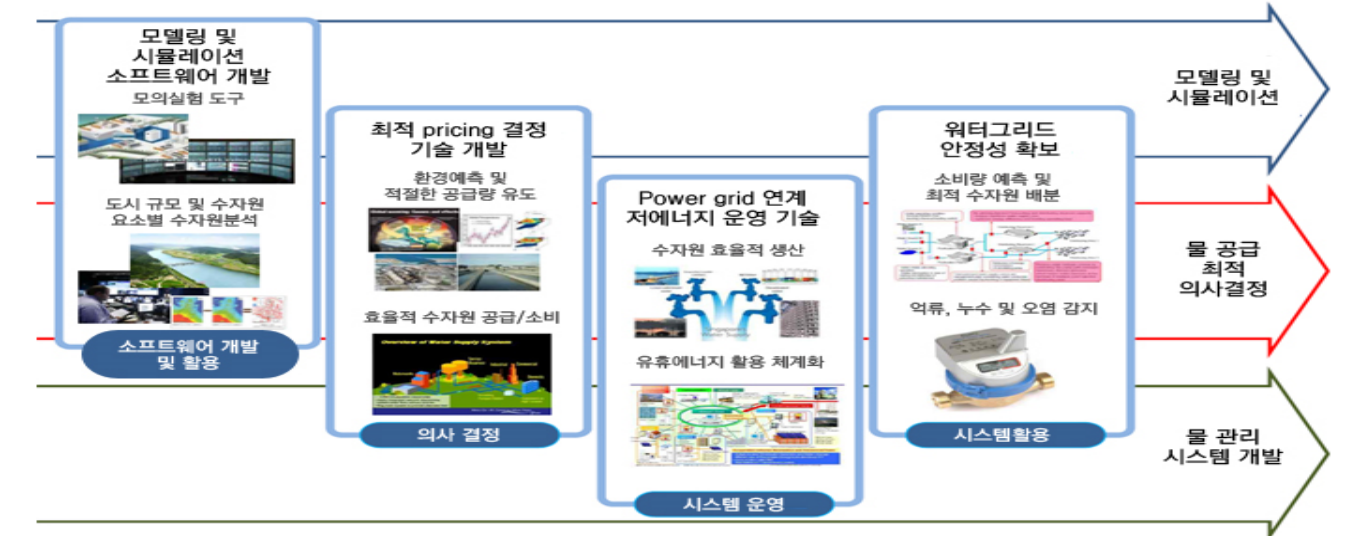 모델링 및
시뮬레이션
소프트웨어 개발
모의실험 도구
도시 규모 및 수자원
요소별 수자원분석
소프트웨어 개발
및 활용
최적 pricing 결정
기술 개발
환경예측 및
적절한 공급량 유도
효율적 수자원 공급/소비
Overview of Water Supply System
의사 결정
Power grid 연계
저에너지 운영 기술
수자원 효율적 생산
유휴에너지 활용 체계화
시스템 운영
워터그리드
안정성 확보
소비량 예측 및
최적 수자원 배분
억류, 누수 및 오염 감지
시스템활용
모델링 및
시뮬레이션
물 공급
최적
의사결정
물 관리
시스템 개발